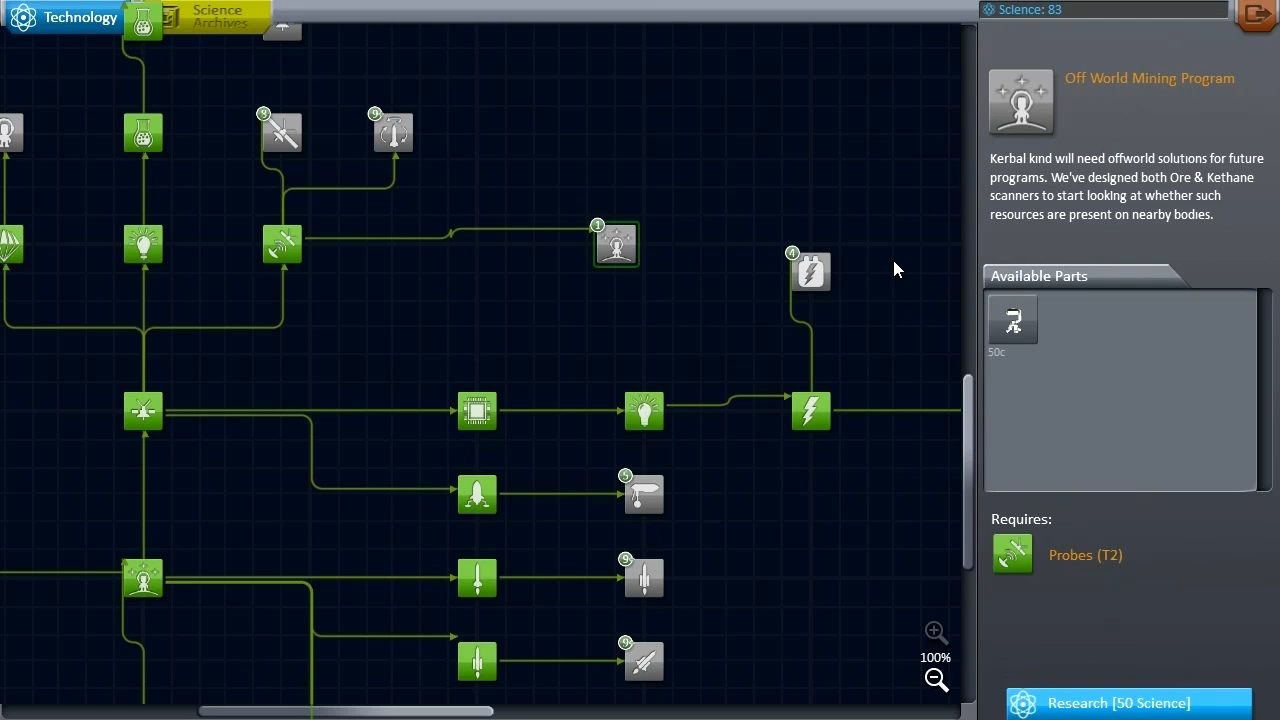 Technology
Science
Archives
Science: 83
Off World Mining Program
Kerbal kind will need offworld solutions for future
programs. We've designed both Ore & Kethane
scanners to start looking at whether such
resources are present on nearby bodies.
Available Parts
50c
Requires:
Probes (T2)
9
1
4
5
9
9
100%
Research [50 Science]